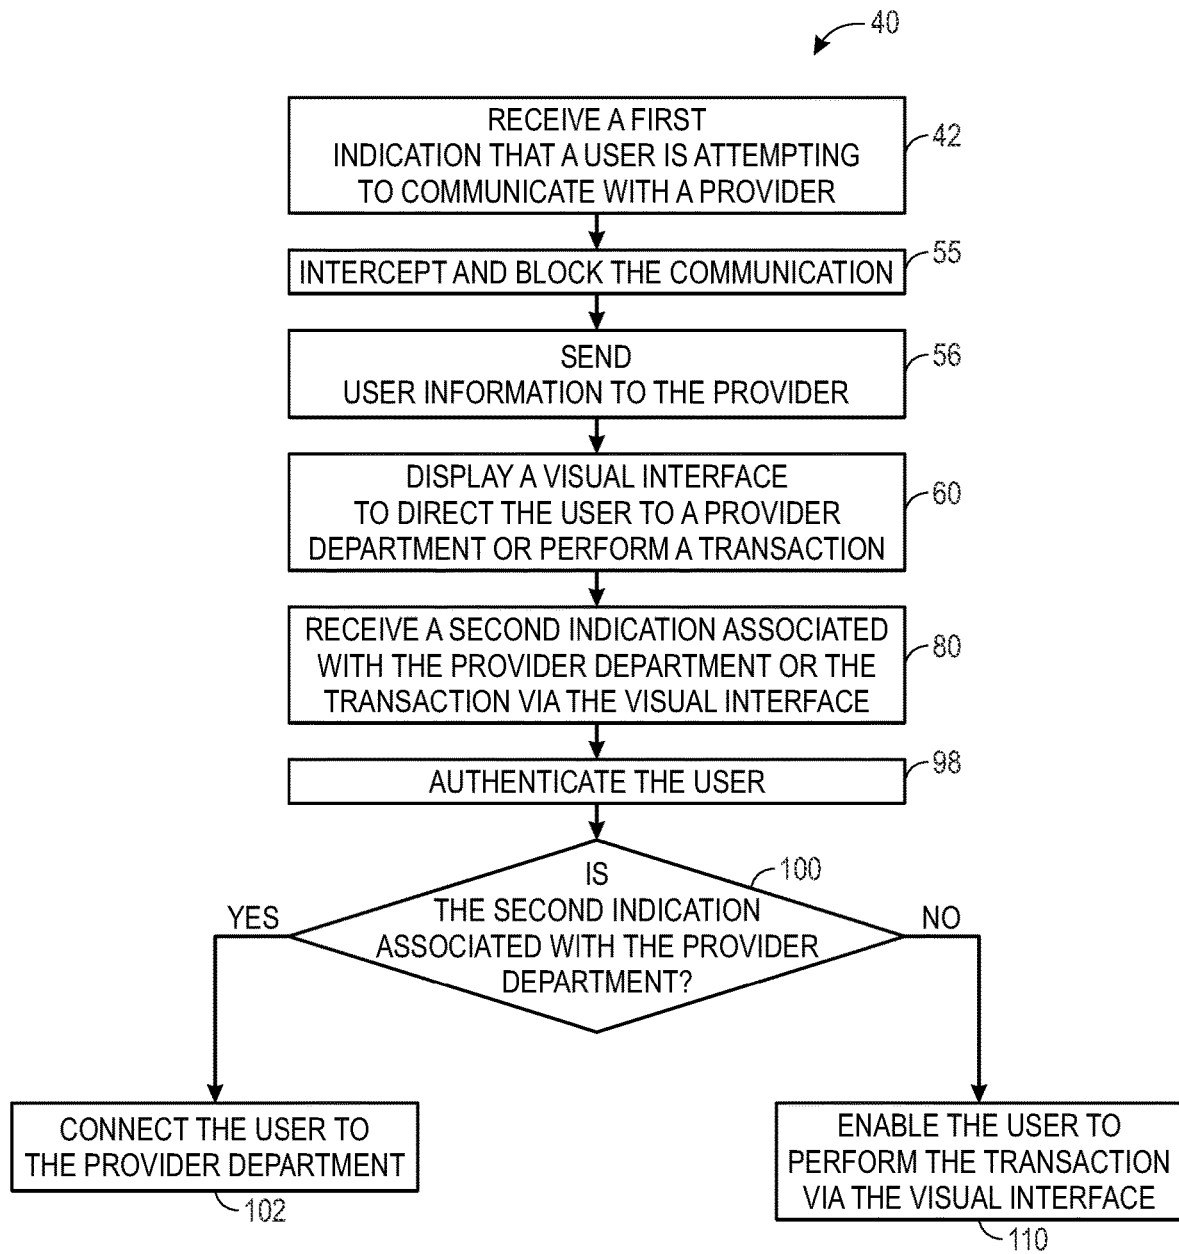 40
RECEIVE A FIRST
INDICATION THAT A USER IS ATTEMPTING
TO COMMUNICATE WITH A PROVIDER
42
INTERCEPT AND BLOCK THE COMMUNICATION
55
SEND
USER INFORMATION TO THE PROVIDER
56
DISPLAY A VISUAL INTERFACE
TO DIRECT THE USER TO A PROVIDER
DEPARTMENT OR PERFORM A TRANSACTION
60
RECEIVE A SECOND INDICATION ASSOCIATED
WITH THE PROVIDER DEPARTMENT OR THE
TRANSACTION VIA THE VISUAL INTERFACE
80
AUTHENTICATE THE USER
98
IS
THE SECOND INDICATION
ASSOCIATED WITH THE PROVIDER
DEPARTMENT?
100
YES
NO
CONNECT THE USER TO
THE PROVIDER DEPARTMENT
102
ENABLE THE USER TO
PERFORM THE TRANSACTION
VIA THE VISUAL INTERFACE
110